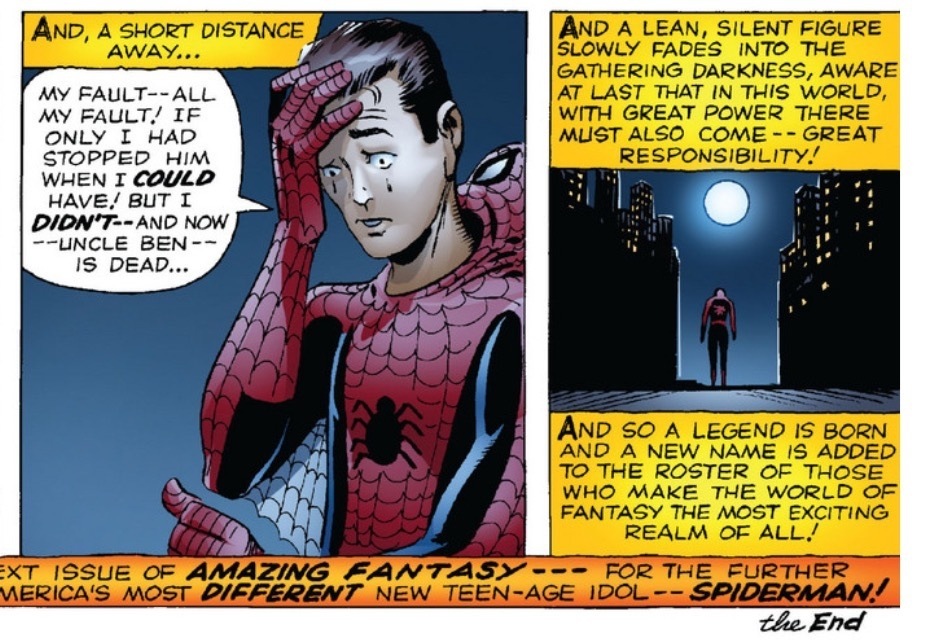 AND, A SHORT DISTANCE
AWAY...
MY FAULT--ALL
MY FAULT! IF
ONLY I HAD
STOPPED HIM
WHEN I COULD
HAVE! BUT I
DIDN'T--AND NOW
--UNCLE BEN--
IS DEAD...
AND A LEAN, SILENT FIGURE
SLOWLY FADES INTO THE
GATHERING DARKNESS, AWARE
AT LAST THAT IN THIS WORLD,
WITH GREAT POWER THERE
MUST ALSO COME -- GREAT
RESPONSIBILITY!
AND SO A LEGEND IS BORN
AND A NEW NAME IS ADDED
TO THE ROSTER OF THOSE
WHO MAKE THE WORLD OF
FANTASY THE MOST EXCITING
REALM OF ALL!
EXT ISSUE OF AMAZING FANTASY--- FOR THE FURTHER
MERICA'S MOST DIFFERENT NEW TEEN-AGE IDOL-- SPIDERMAN!
the End